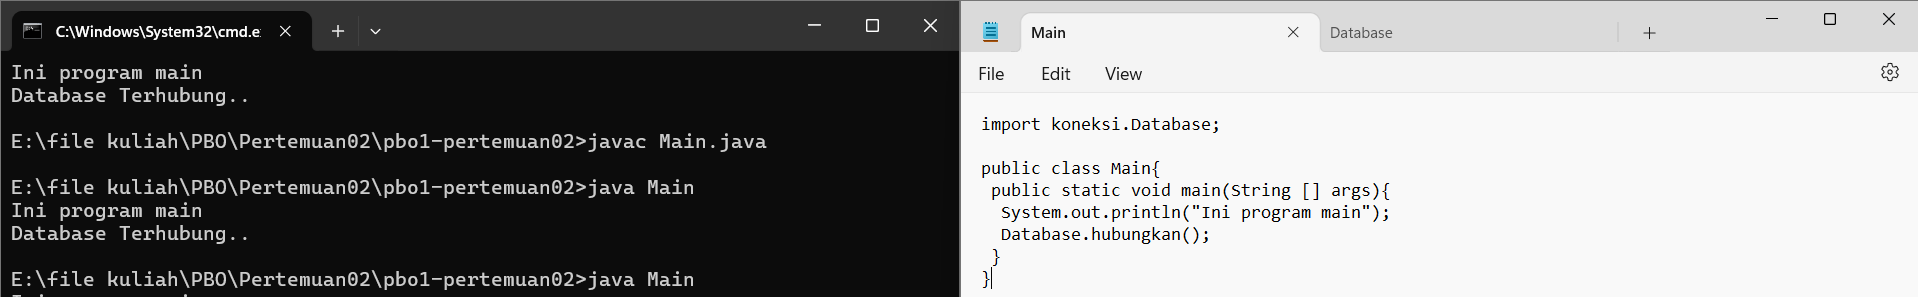 C:\Windows\System32\cmd.e
Ini program main
Database Terhubung..
E:\file kuliah\PBO\Pertemuan02\pbo1-pertemuan02>javac Main.java
E:\file kuliah\PBO\Pertemuan02\pbo1-pertemuan02>java Main
Ini program main
Database Terhubung..
E:\file kuliah\PBO\Pertemuan02\pbo1-pertemuan02>java Main
Main
Database
File Edit View
import koneksi.Database;
public class Main{
public static void main(String [] args){
System.out.println("Ini program main");
Database.hubungkan();
}
}